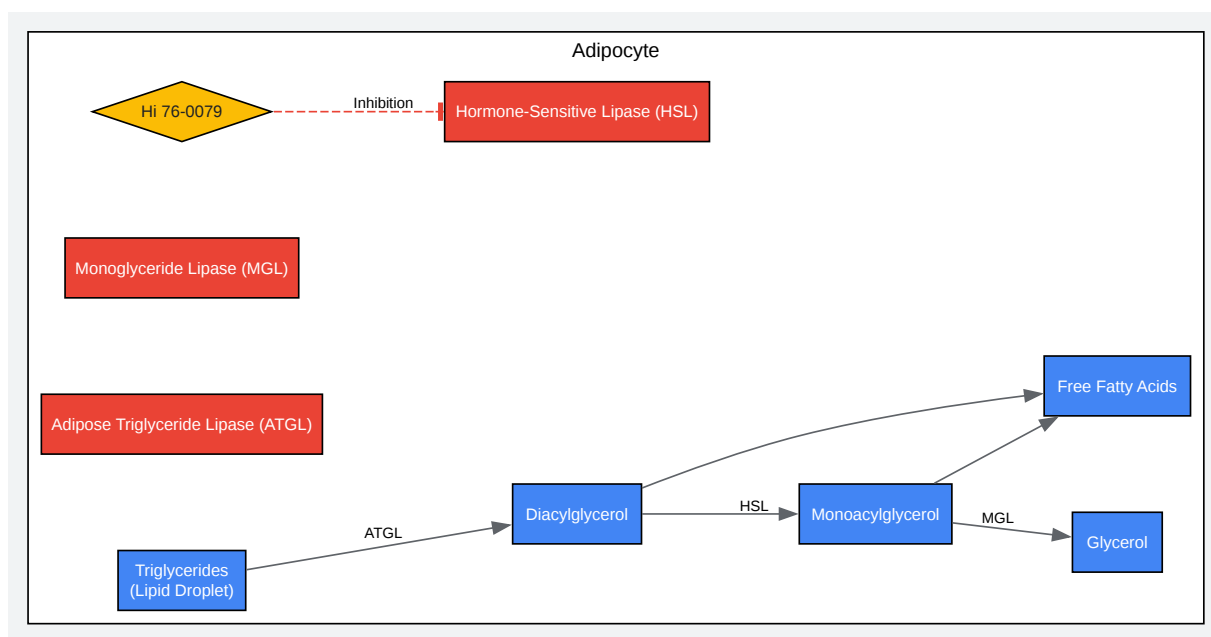 Adipocyte
Hi 76-0079
Inhibition
Hormone-Sensitive Lipase (HSL)
Monoglyceride Lipase (MGL)
Free Fatty Acids
Adipose Triglyceride Lipase (ATGL)
Diacylglycerol
HSL
Monoacylglycerol
MGL
Glycerol
ATGL
Triglycerides
(Lipid Droplet)